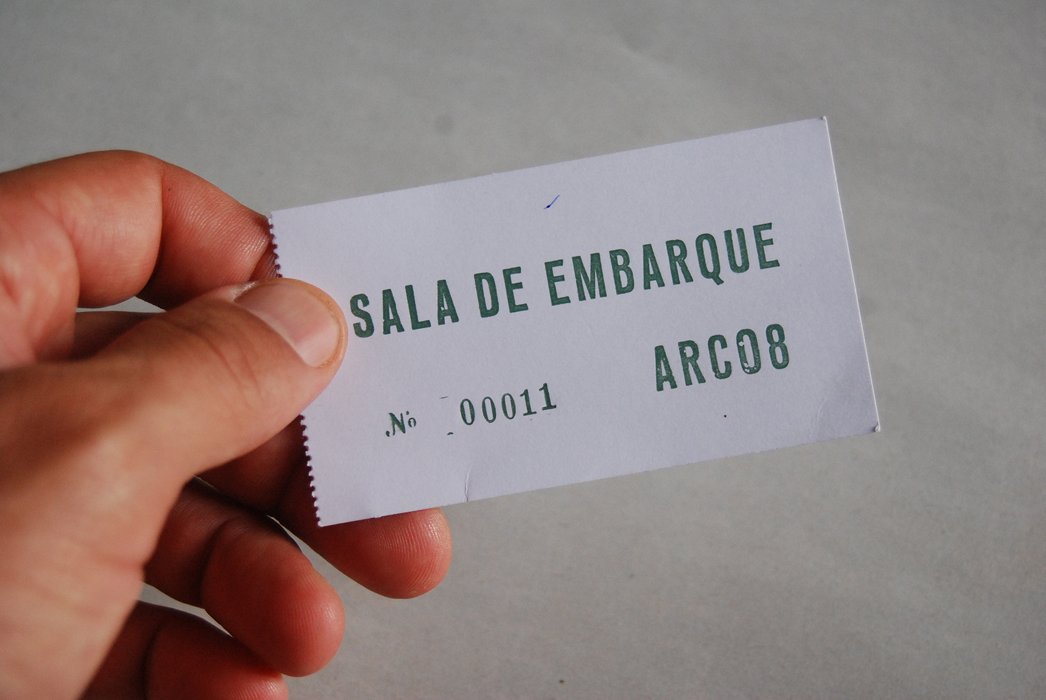 SALA DE EMBARQUE
ARCO8
№ 00011